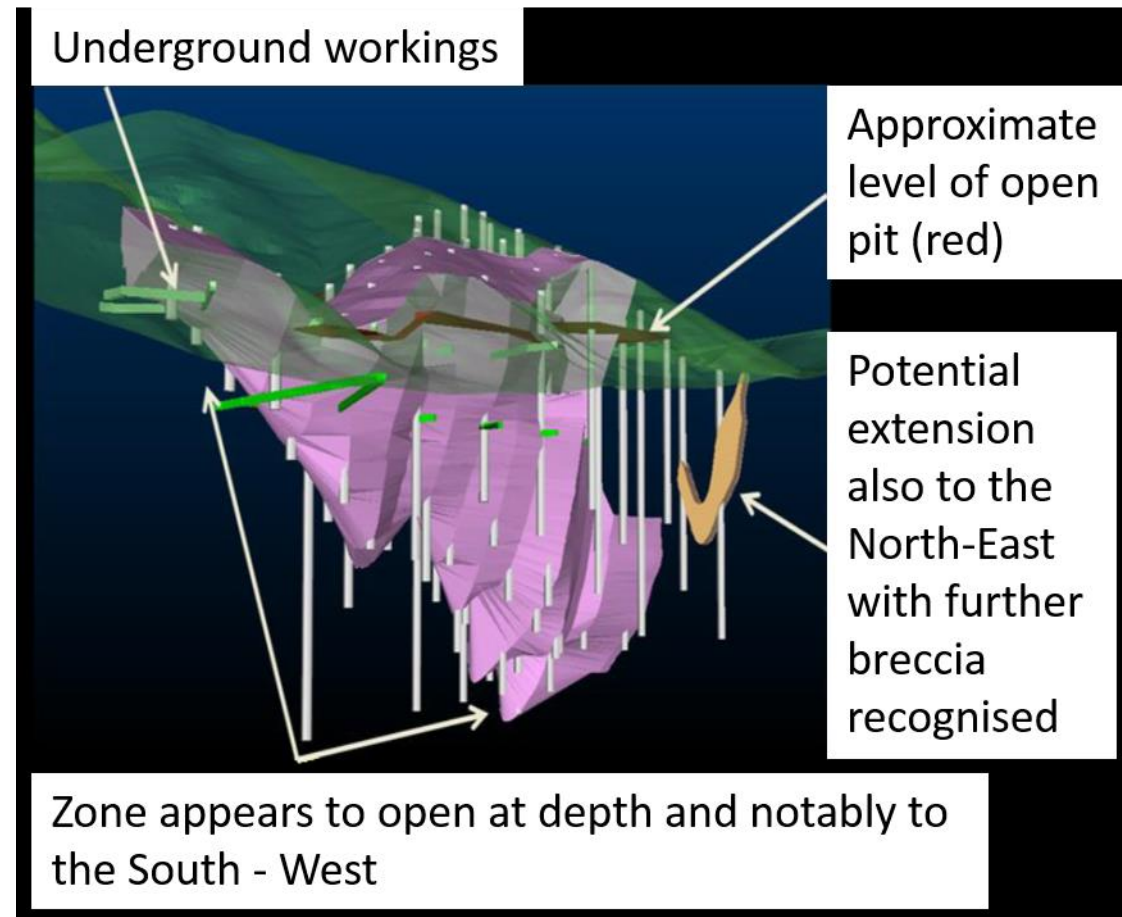 Underground workings
Approximate
level of open
pit (red)
Potential
extension
also to the
North-East
with further
breccia
recognised
Zone appears to open at depth and notably to
the South - West